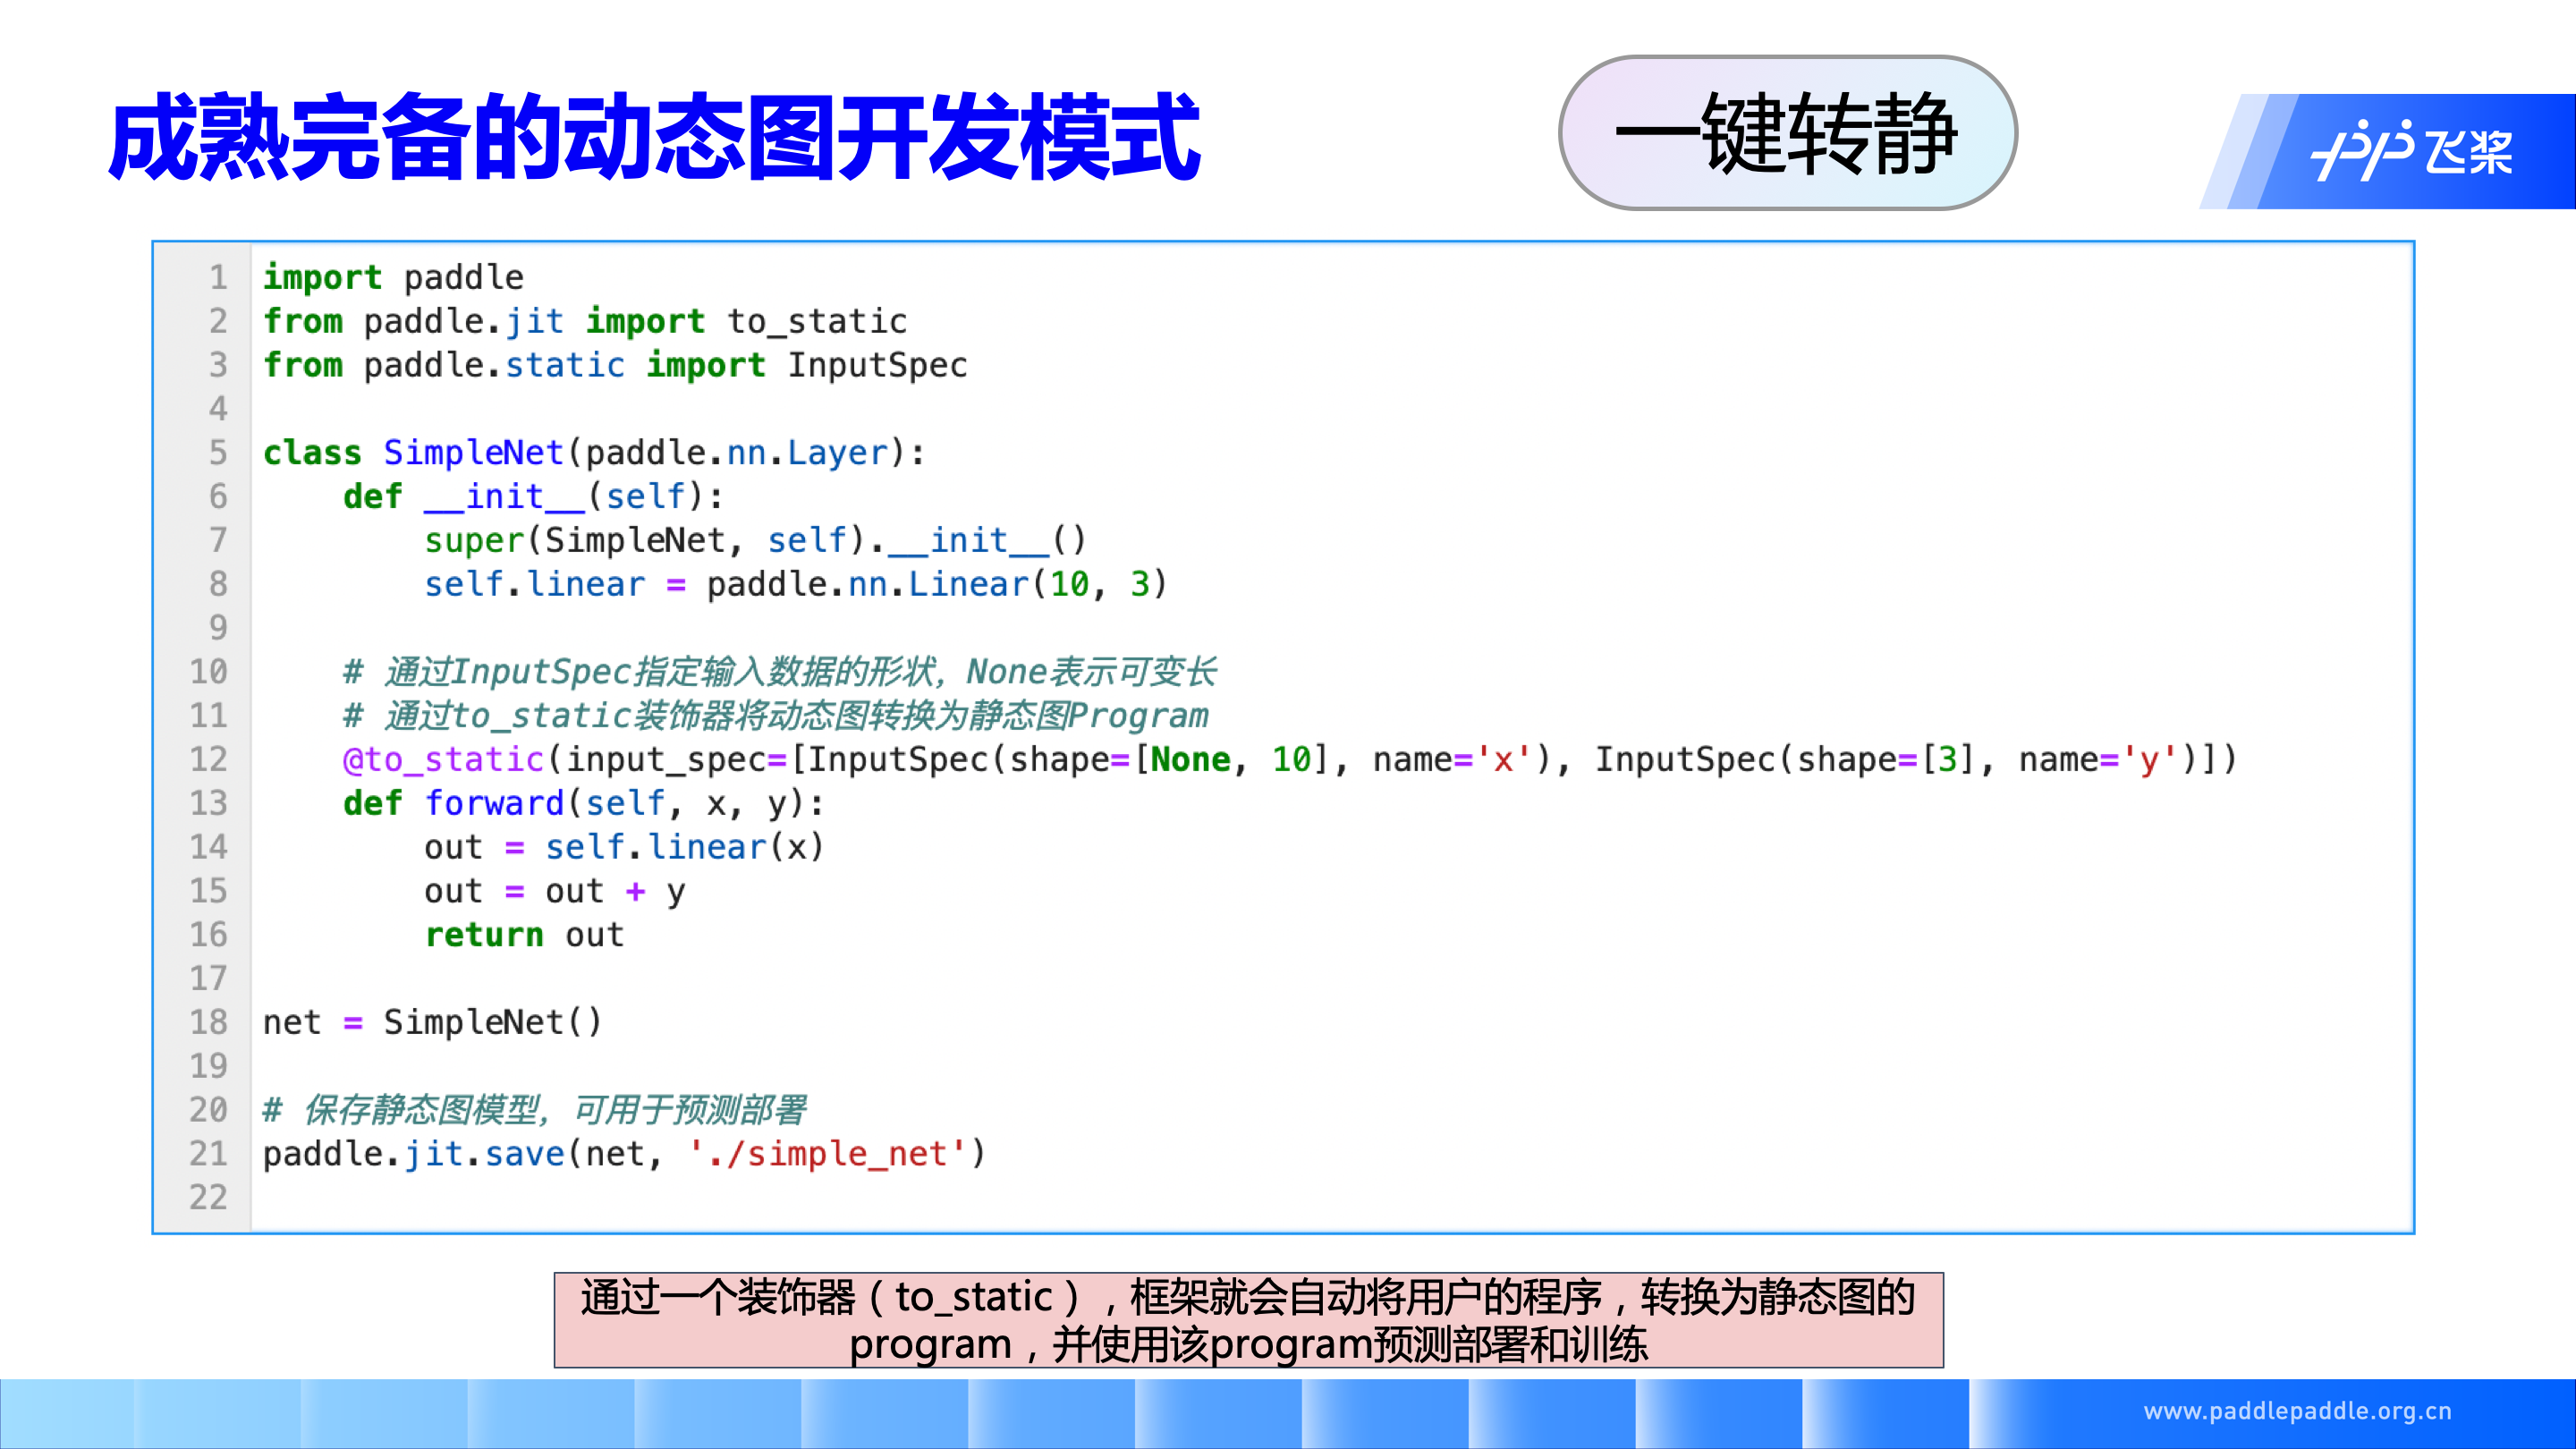 成熟完备的动态图开发模式
一键转静
飞桨
1 import paddle
2 from paddle.jit import to_static
3 from paddle.static import InputSpec
4
5 class SimpleNet(paddle.nn.Layer):
6     def __init__(self):
7         super(SimpleNet, self).__init__()
8         self.linear = paddle.nn.Linear(10, 3)
9
10     # 通过InputSpec指定输入数据的形状，None表示可变长
11     # 通过to_static装饰器将动态图转换为静态图Program
12     @to_static(input_spec=[InputSpec(shape=[None, 10], name='x'), InputSpec(shape=[3], name='y')])
13     def forward(self, x, y):
14         out = self.linear(x)
15         out = out + y
16         return out
17
18 net = SimpleNet()
19
20 # 保存静态图模型，可用于预测部署
21 paddle.jit.save(net, './simple_net')
22
通过一个装饰器（to_static），框架就会自动将用户的程序，转换为静态图的
program，并使用该program预测部署和训练
www.paddlepaddle.org.cn